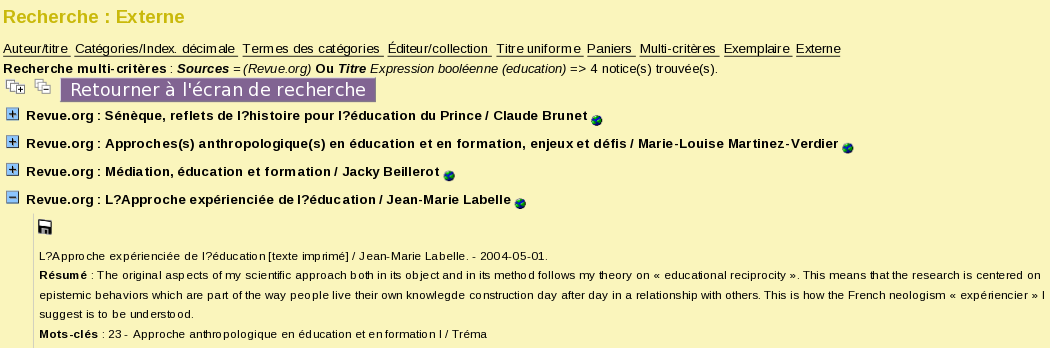 Recherche : Externe
Auteur/titre Catégories/Index. décimale Termes des catégories Éditeur/collection Titre uniforme Paniers Multi-critères Exemplaire Externe
Recherche multi-critères : Sources = (Revue.org) Ou Titre Expression booléenne (education) => 4 notice(s) trouvée(s).
Retourner à l'écran de recherche
Revue.org : Sénèque, reflets de l?histoire pour l?éducation du Prince / Claude Brunet
Revue.org : Approches(s) anthropologique(s) en éducation et en formation, enjeux et défis / Marie-Louise Martinez-Verdier
Revue.org : Médiation, éducation et formation / Jacky Beillerot
Revue.org : L?Approche expérienciée de l?éducation / Jean-Marie Labelle
L?Approche expérienciée de l?éducation [texte imprimé] / Jean-Marie Labelle. - 2004-05-01.
Résumé : The original aspects of my scientific approach both in its object and in its method follows my theory on « educational reciprocity ». This means that the research is centered on
epistemic behaviors which are part of the way people live their own knowlegde construction day after day in a relationship with others. This is how the French neologism « expériencier » I
suggest is to be understood.
Mots-clés : 23 - Approche anthropologique en éducation et en formation I / Tréma